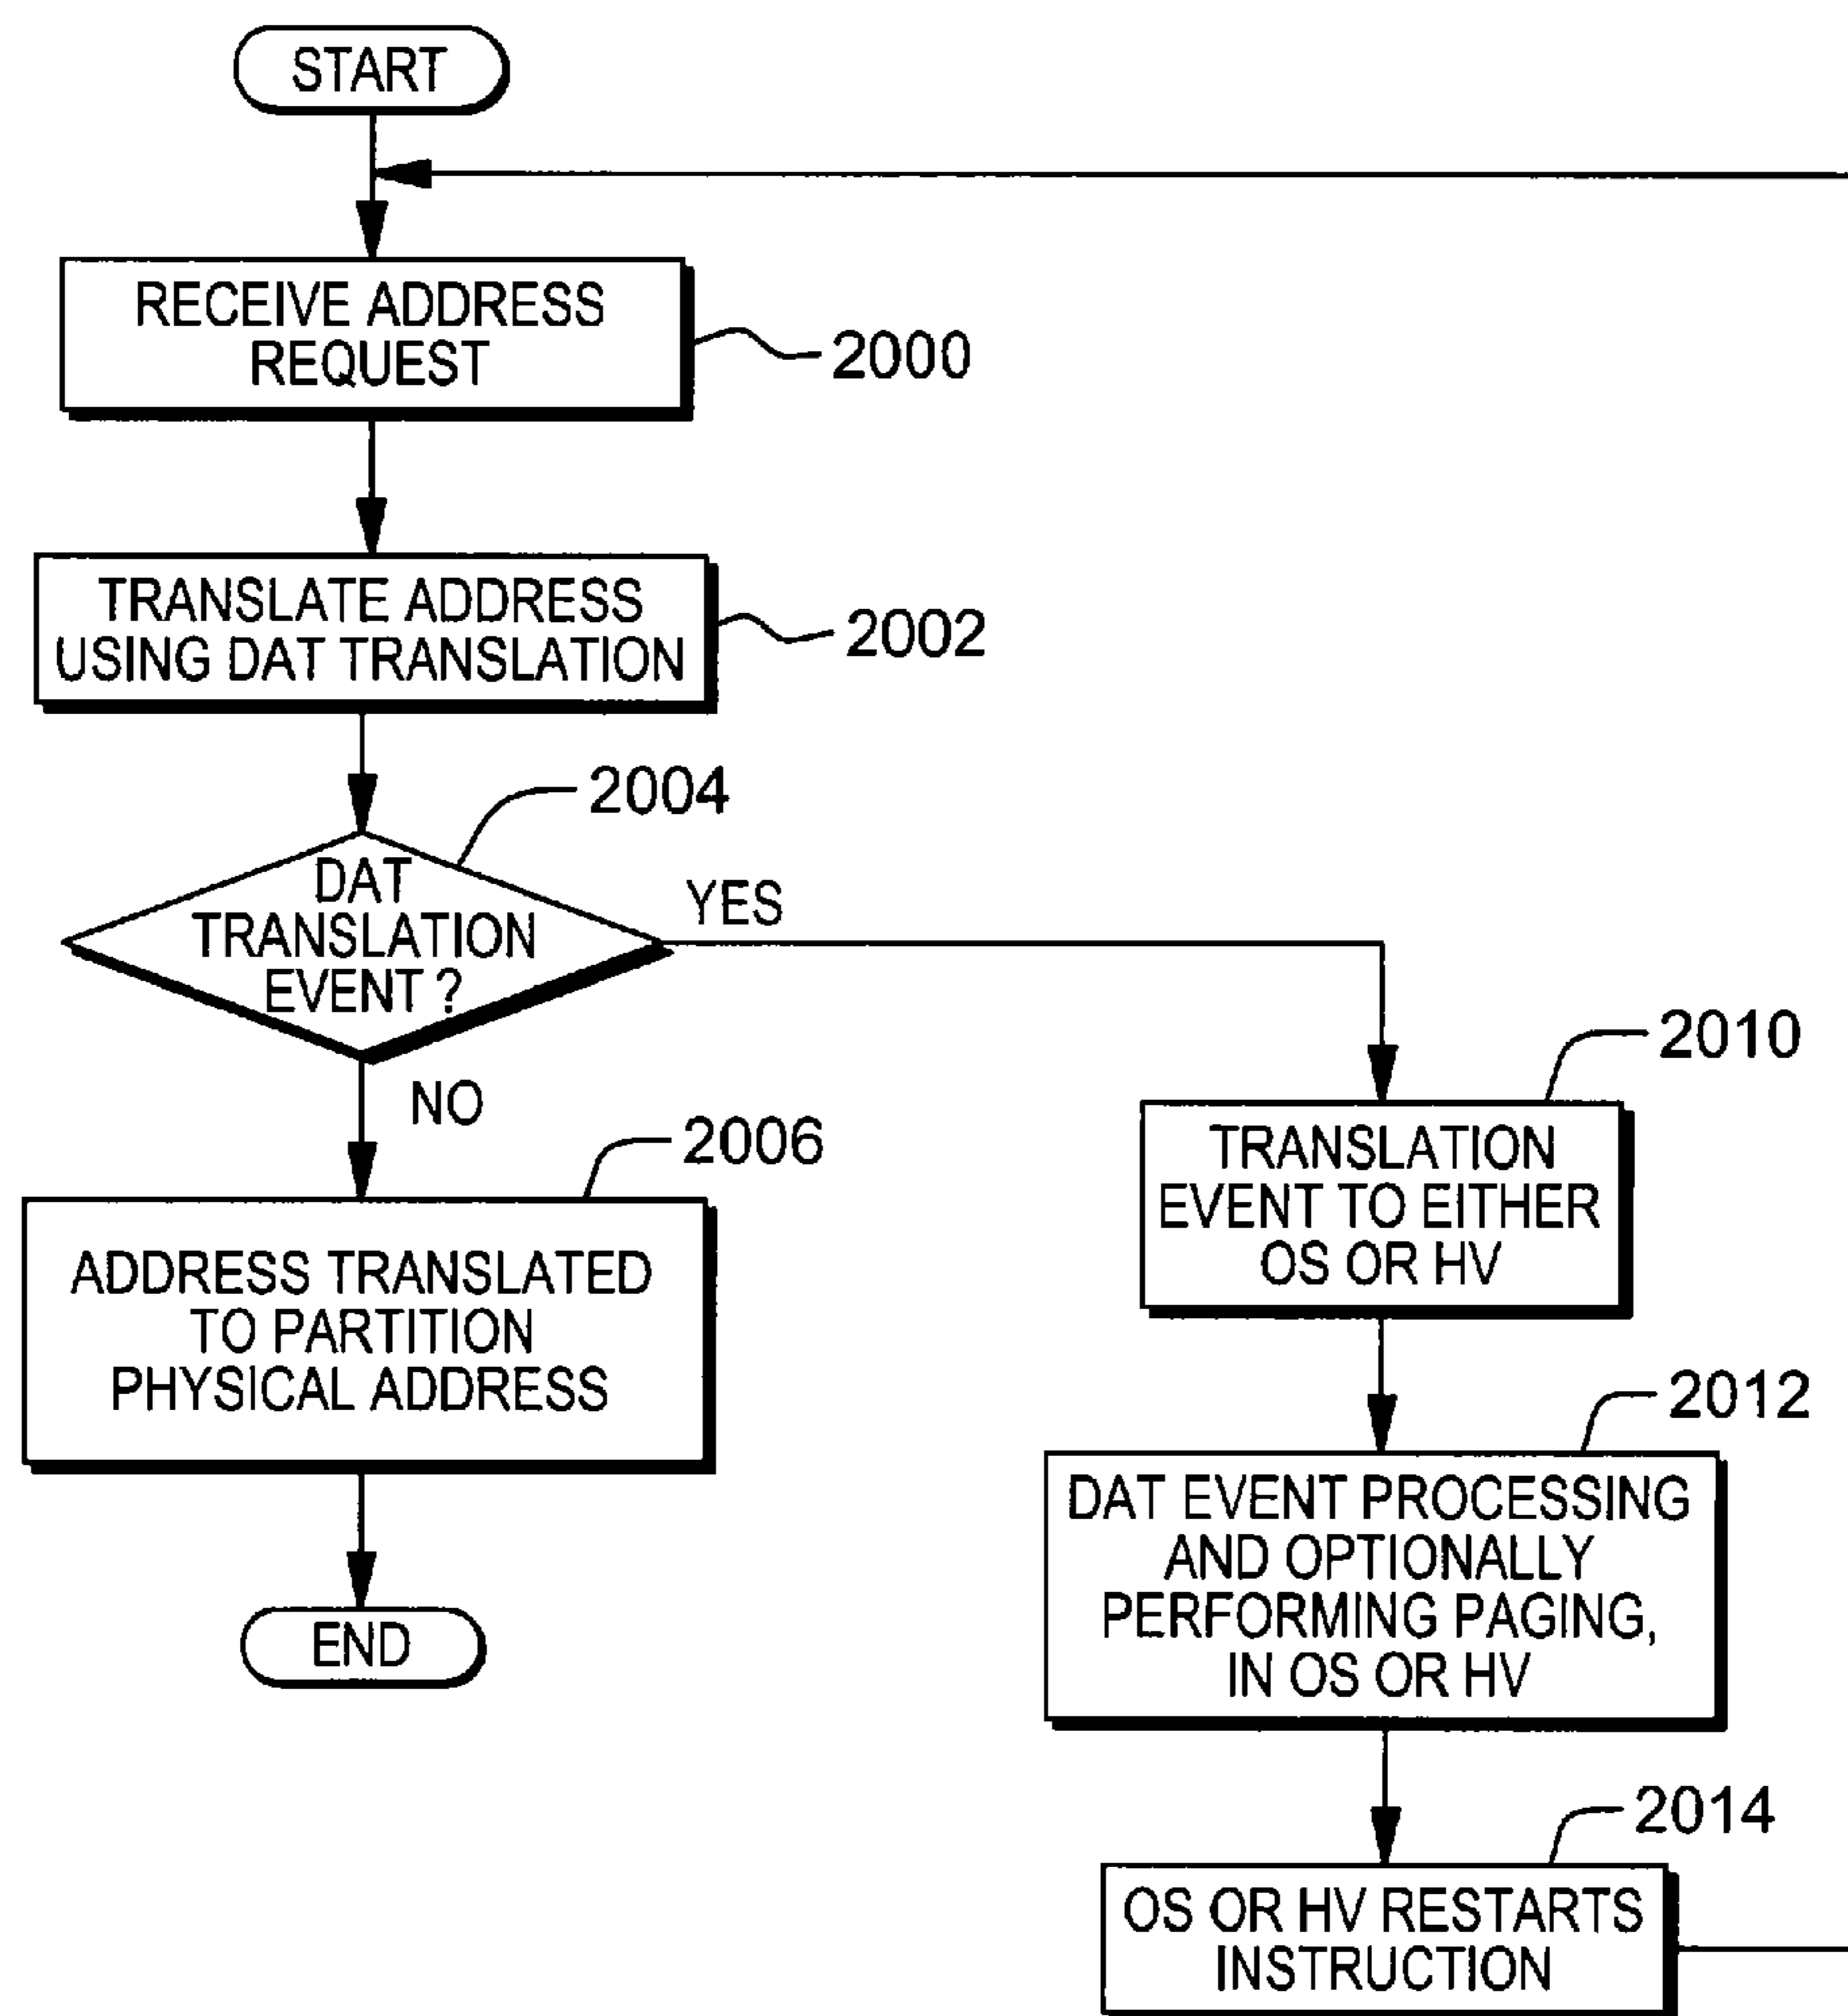 START
RECEIVE ADDRESS
REQUEST
2000
TRANSLATE ADDRESS
USING DAT TRANSLATION
2002
2004
DAT
TRANSLATION
EVENT ?
YES
NO
2006
ADDRESS TRANSLATED
TO PARTITION
PHYSICAL ADDRESS
END
2010
TRANSLATION
EVENT TO EITHER
OS OR HV
2012
DAT EVENT PROCESSING
AND OPTIONALLY
PERFORMING PAGING,
IN OS OR HV
2014
OS OR HV RESTARTS
INSTRUCTION